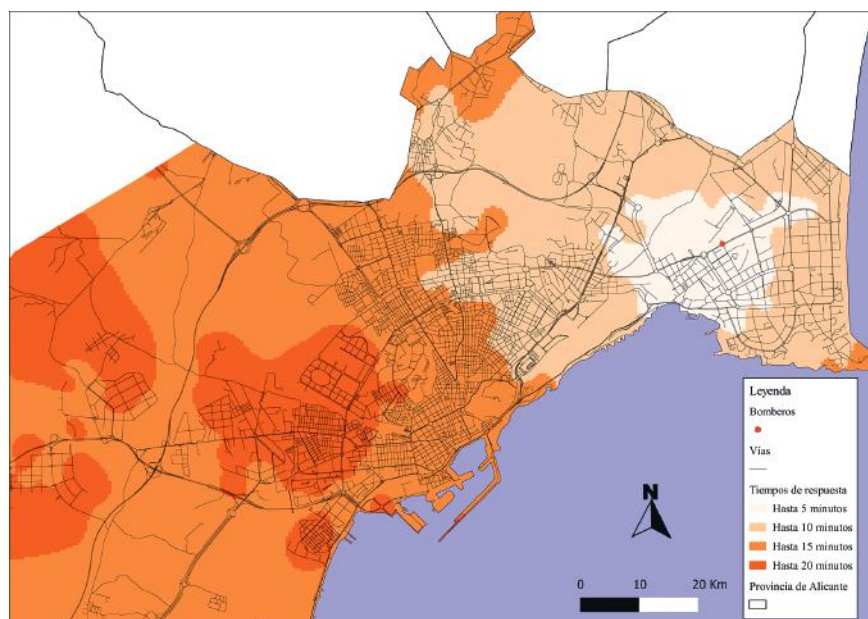 Leyenda
Bomberos
Vías
Tiempos de respuesta
Hasta 5 minutos
Hasta 10 minutos
Hasta 15 minutos
Hasta 20 minutos
Provincia de Alicante
N
0 10 20 Km